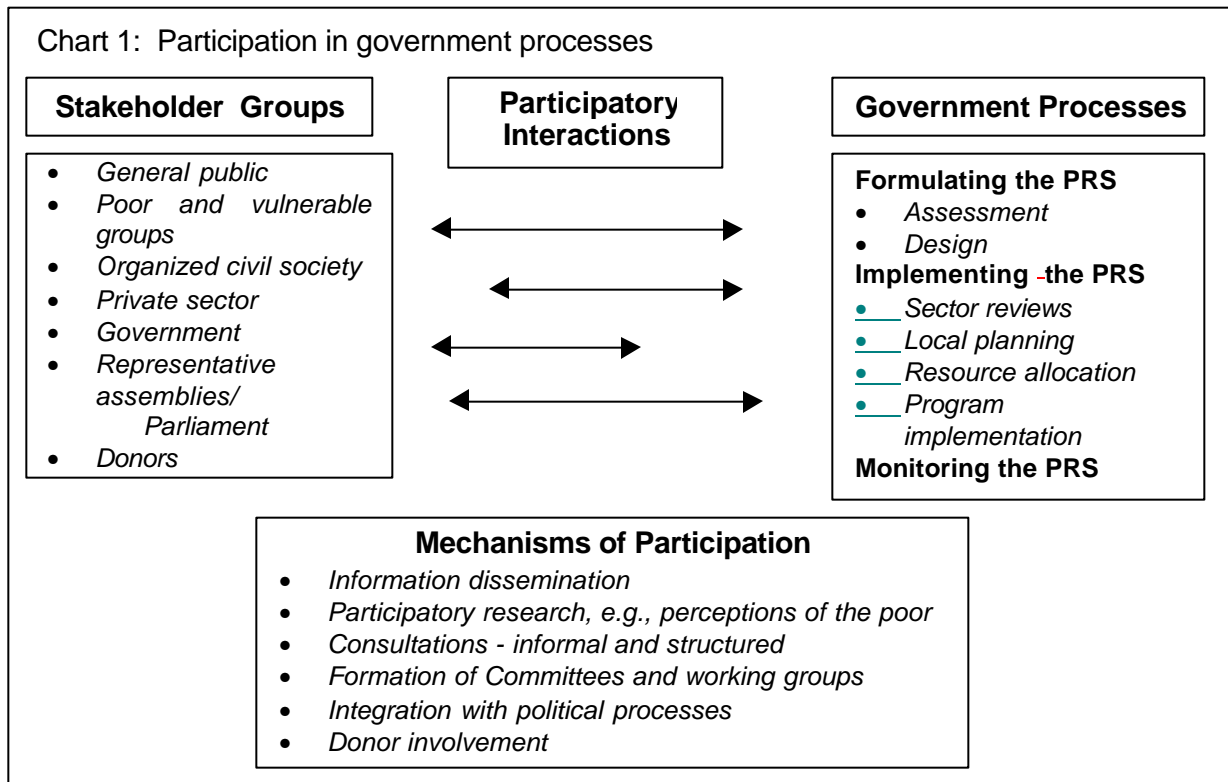 Chart 1: Participation in government processes
Stakeholder Groups
• General public
• Poor and vulnerable
groups
• Organized civil society
• Private sector
• Government
• Representative
assemblies/
Parliament
• Donors
Participatory
Interactions
Government Processes
Formulating the PRS
• Assessment
• Design
Implementing -the PRS
• Sector reviews
• Local planning
• Resource allocation
• Program
implementation
Monitoring the PRS
Mechanisms of Participation
• Information dissemination
• Participatory research, e.g., perceptions of the poor
• Consultations - informal and structured
• Formation of Committees and working groups
• Integration with political processes
• Donor involvement